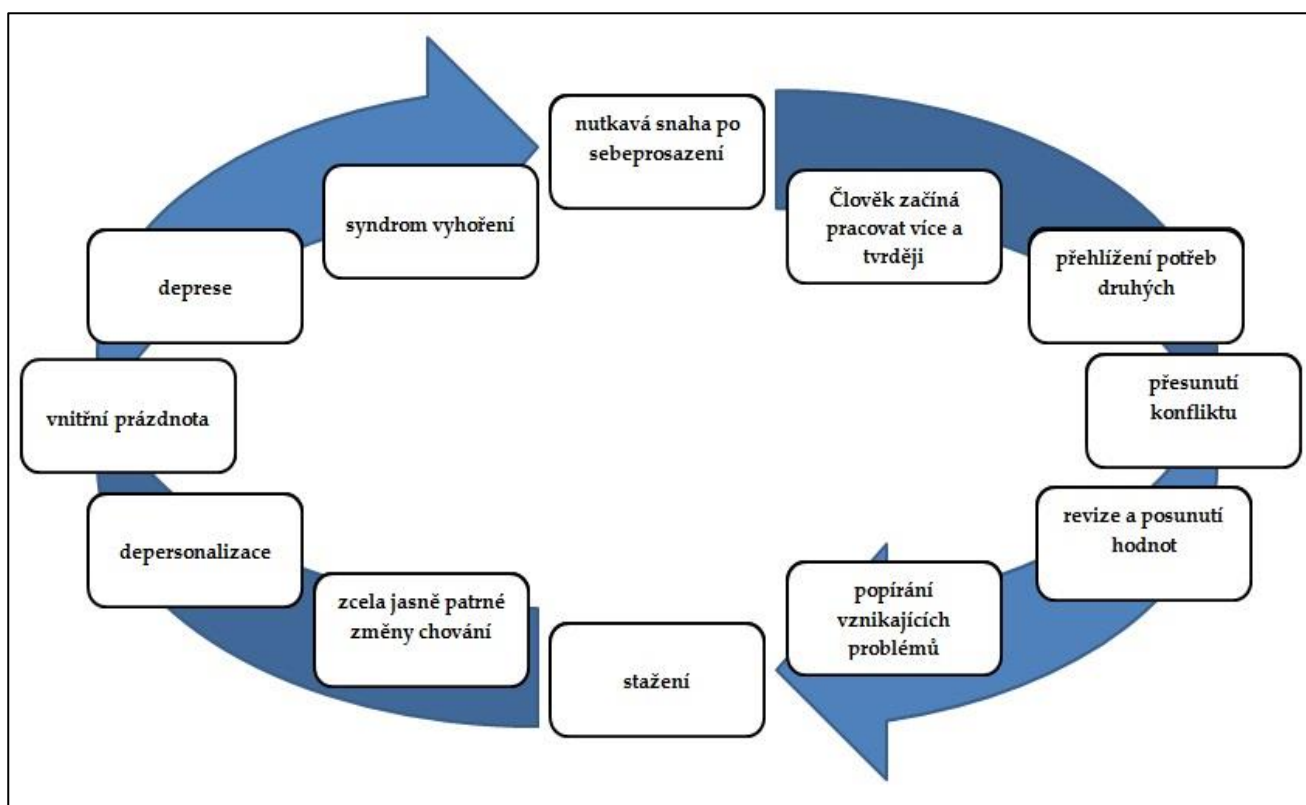 nutkavá snaha po
sebeprosazení
Člověk začíná
pracovat více a
tvrději
přehlížení potřeb
druhých
přesunutí
konfliktu
revize a posunutí
hodnot
popírání
vznikajících
problémů
stažení
zcela jasně patrné
změny chování
depersonalizace
vnitřní prázdnota
deprese
syndrom vyhoření